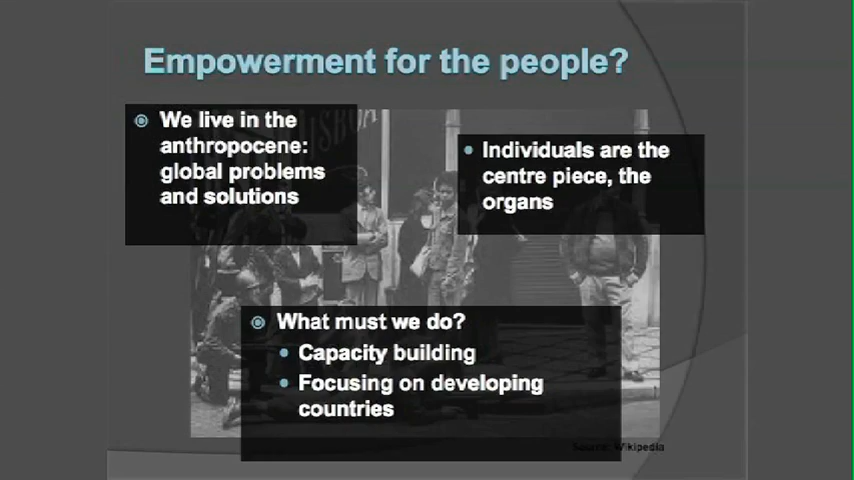 Empowerment for the people?
We live in the
anthropocene:
global problems
and solutions
Individuals are the
centre piece, the
organs
What must we do?
Capacity building
Focusing on developing
countries
Source: Wikipedia